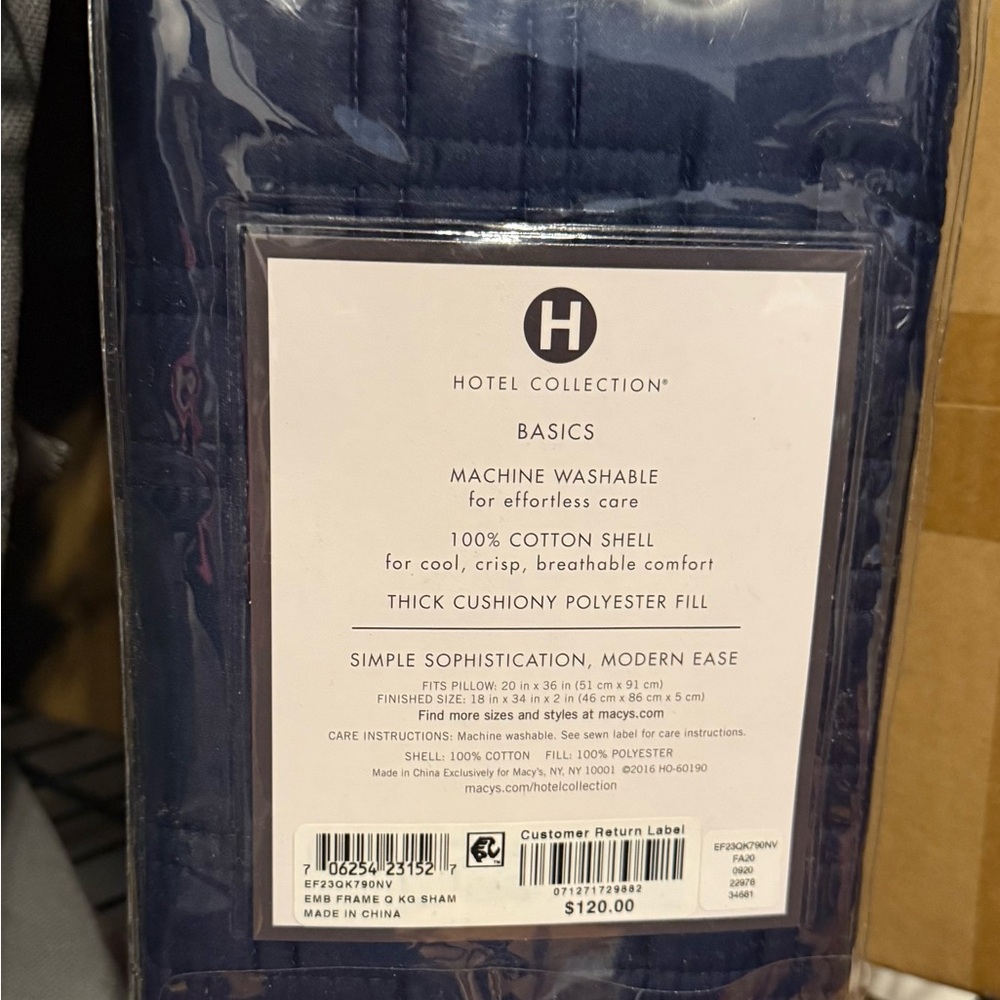 H
HOTEL COLLECTION®
BASICS
MACHINE WASHABLE
for effortless care
100% COTTON SHELL
for cool, crisp, breathable comfort
THICK CUSHIONY POLYESTER FILL
SIMPLE SOPHISTICATION, MODERN EASE
FITS PILLOW: 20 in x 36 in (51 cm x 91 cm)
FINISHED SIZE: 18 in x 34 in x 2 in (46 cm x 86 cm x 5 cm)
Find more sizes and styles at macys.com
CARE INSTRUCTIONS: Machine washable. See sewn label for care instructions.
SHELL: 100% COTTON FILL: 100% POLYESTER
Made in China Exclusively for Macy's, NY, NY 10001 ©2016 HO-60190
macys.com/hotelcollection
7 06254 23152 7
EF23QK790NV
EMB FRAME Q KG SHAM
MADE IN CHINA
Customer Return Label
071271729882
$120.00
EF23QK790NV
FA20
0920
22978
34681